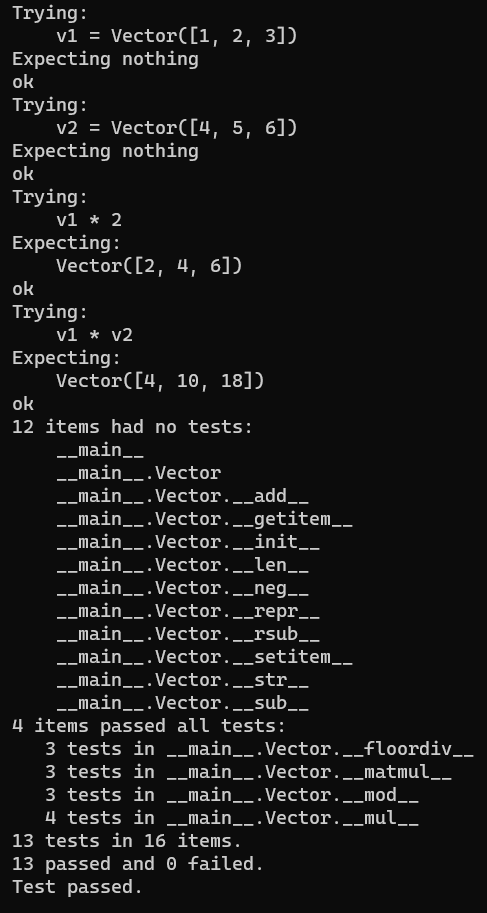 Trying:
    v1 = Vector([1, 2, 3])
Expecting nothing
ok
Trying:
    v2 = Vector([4, 5, 6])
Expecting nothing
ok
Trying:
    v1 * 2
Expecting:
    Vector([2, 4, 6])
ok
Trying:
    v1 * v2
Expecting:
    Vector([4, 10, 18])
ok
12 items had no tests:
    __main__
    __main__.Vector
    __main__.Vector.__add__
    __main__.Vector.__getitem__
    __main__.Vector.__init__
    __main__.Vector.__len__
    __main__.Vector.__neg__
    __main__.Vector.__repr__
    __main__.Vector.__rsub__
    __main__.Vector.__setitem__
    __main__.Vector.__str__
    __main__.Vector.__sub__
4 items passed all tests:
   3 tests in __main__.Vector.__floordiv__
   3 tests in __main__.Vector.__matmul__
   3 tests in __main__.Vector.__mod__
   4 tests in __main__.Vector.__mul__
13 tests in 16 items.
13 passed and 0 failed.
Test passed.